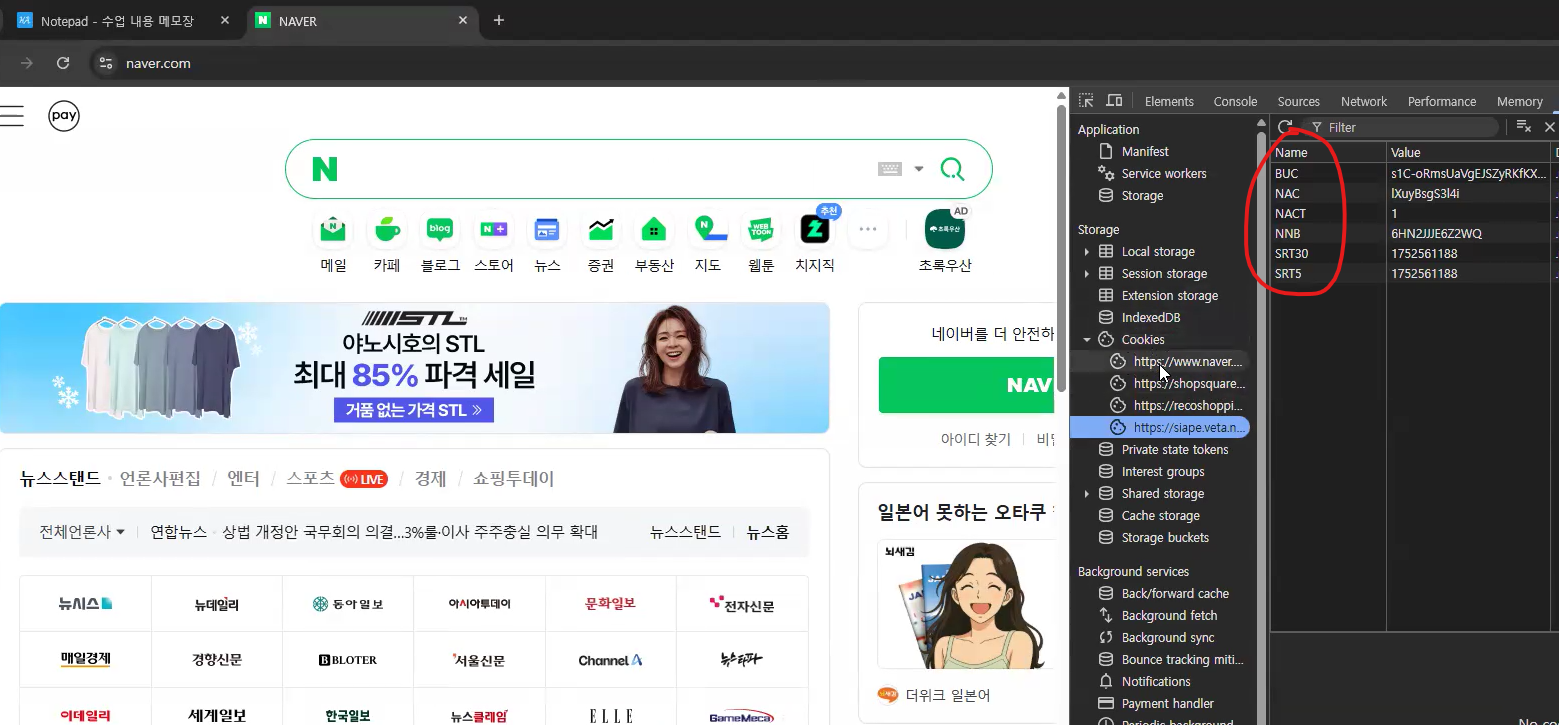 Notepad - 수업 내용 메모장
NAVER
naver.com
pay
N
메일
카페
블로그
스토어
뉴스
증권
부동산
지도
웹툰
치지직
초록우산
N
blog
N+
N
WEB TOON
추천
AD
초록우산
STL
야노시호의 STL
최대 85% 파격 세일
거품 없는 가격 STL
네이버를 더 안전하
NAV
아이디 찾기
뉴스스탠드 · 언론사편집 / 엔터 / 스포츠 LIVE / 경제 / 쇼핑투데이
전체언론사 연합뉴스 · 상법 개정안 국무회의 의결...3%룰·이사 주주충실 의무 확대 뉴스스탠드 뉴스홈
뉴시스 뉴데일리 동아일보 아시아투데이 문화일보 전자신문
매일경제 경향신문 BLOTER 서울신문 Channel A 뉴스타파
이데일리 세계일보 한국일보 뉴스클레임 ELLE GameMeca
일본어 못하는 오타쿠
뇌새김
더위크 일본어
Elements Console Sources Network Performance Memory
Application
Manifest
Service workers
Storage
Storage
Local storage
Session storage
Extension storage
IndexedDB
Cookies
https://www.naver....
https://shopsquare...
https://recoshoppi...
https://siape.veta.n...
Private state tokens
Interest groups
Shared storage
Cache storage
Storage buckets
Background services
Back/forward cache
Background fetch
Background sync
Bounce tracking miti...
Notifications
Payment handler
Periodic background
Filter
Name Value
BUC s1C-oRmsUaVgEJSZyRKfKX...
NAC lXuyBsgS3l4i
NACT 1
NNB 6HN2JJJE6Z2WQ
SRT30 1752561188
SRT5 1752561188